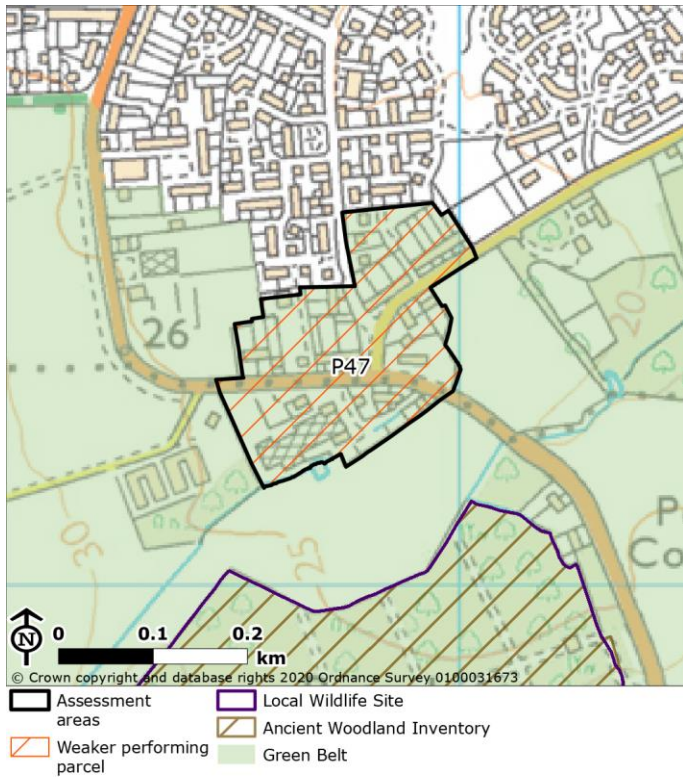 26
P47
20
30
25
P
Co
N
0 0.1 0.2
km
© Crown copyright and database rights 2020 Ordnance Survey 0100031673
Assessment
areas
Weaker performing
parcel
Local Wildlife Site
Ancient Woodland Inventory
Green Belt